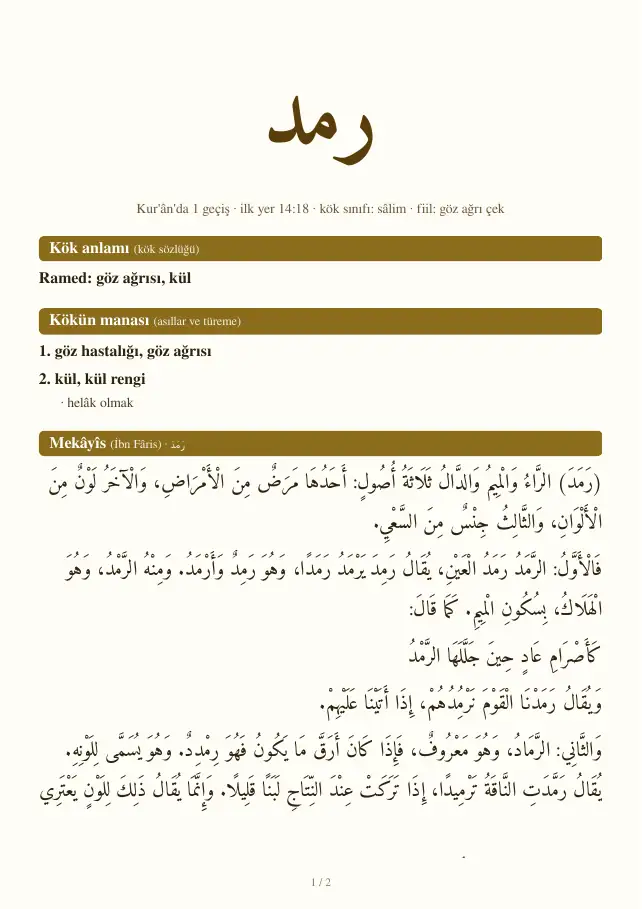 رمد
Kur'ân'da 1 geçiş · ilk yer 14:18 · kök sınıfı: sâlim · fiil: göz ağrı çek
Kök anlamı (kök sözlüğü)
Ramed: göz ağrısı, kül
Kökün manası (asıllar ve türeme)
1. göz hastalığı, göz ağrısı
2. kül, kül rengi
· helâk olmak
Mekâyîs (İbn Fâris) · رَمَدَ
(رَمَدَ) الرَّاءُ وَالْمِيمُ وَالدَّالُ ثَلَاثَةُ أُصُولٍ: أَحَدُهَا مَرَضٌ مِنَ الْأَمْرَاضِ، وَالْآخَرُ لَوْنٌ مِنَ
الْأَلْوَانِ، وَالثَّالِثُ جِنْسٌ مِنَ السَّعْيِ.
فَالْأَوَّلُ: الرَّمَدُ رَمَدُ الْعَيْنِ، يُقَالُ رَمِدَ يَرْمَدُ رَمَدًا، وَهُوَ رَمِدٌ وَأَرْمَدُ. وَمِنْهُ الرَّمْدُ، وَهُوَ
الْهَلَاكُ، بِسُكُونِ الْمِيمِ. كَمَا قَالَ:
كَأَصْرَامِ عَادٍ حِينَ جَلَّلَهَا الرَّمْدُ
وَيُقَالُ رَمَدْنَا الْقَوْمَ نَرْمُدُهُمْ، إِذَا أَتَيْنَا عَلَيْهِمْ.
وَالثَّانِي: الرَّمَادُ، وَهُوَ مَعْرُوفٌ، فَإِذَا كَانَ أَرَقَّ مَا يَكُونُ فَهُوَ رِمْدِدٌ. وَهُوَ يُسَمَّى لِلَوْنِهِ.
يُقَالُ رَمَّدَتِ النَّاقَةُ تَرْمِيدًا، إِذَا تَرَكَتْ عِنْدَ النِّتَاجِ لَبَنًا قَلِيلًا. وَإِنَّمَا يُقَالُ ذَلِكَ لِلَوْنٍ يَعْتَرِي
1 / 2